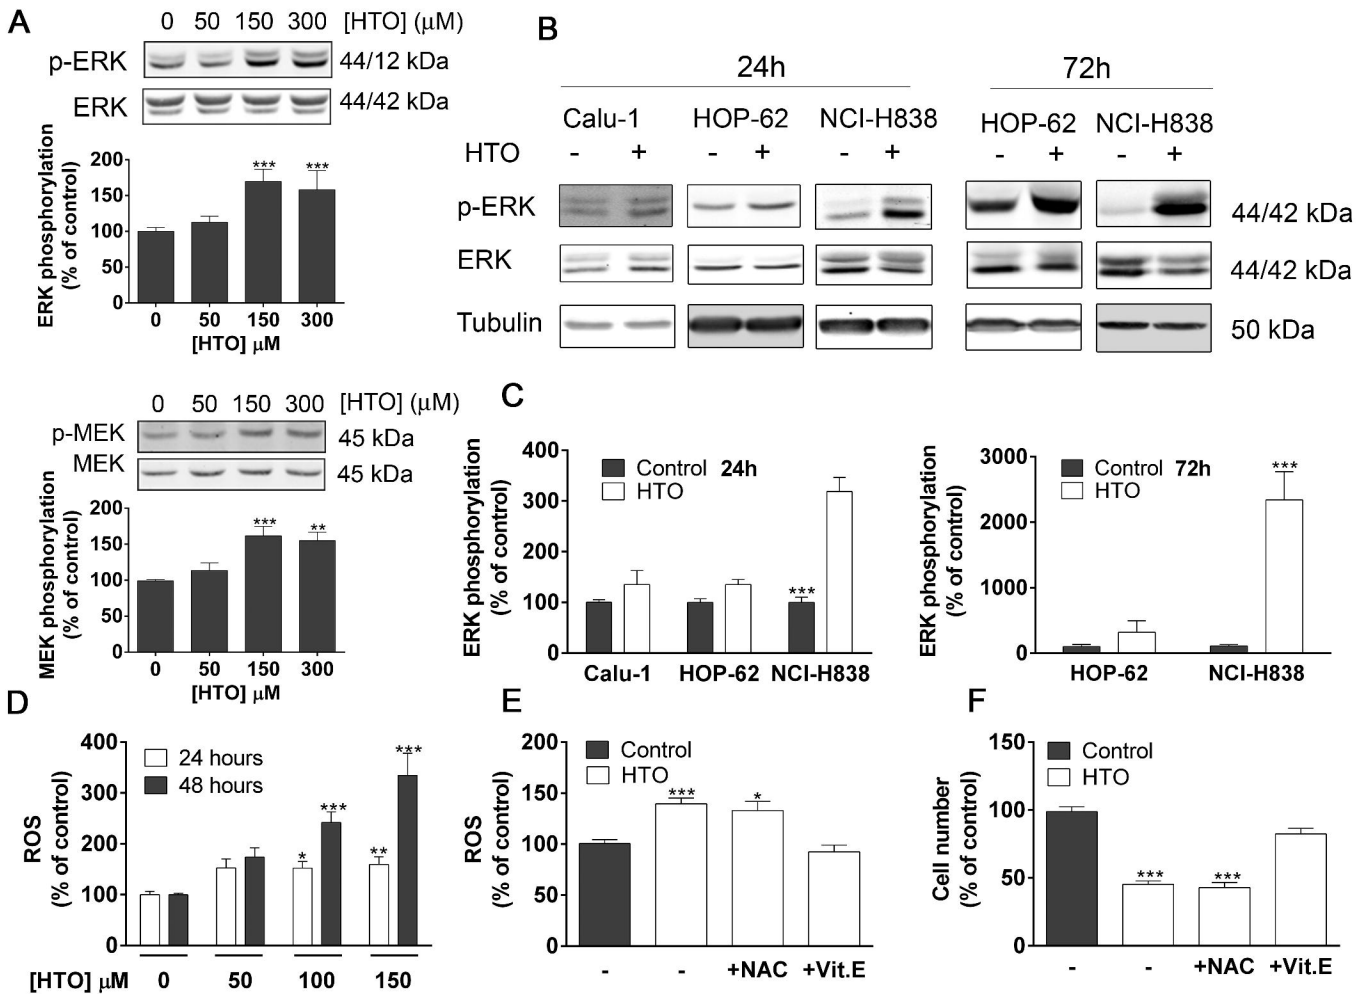 A
0 50 150 300 [HTO] (µM)
p-ERK 44/12 kDa
ERK 44/42 kDa
ERK phosphorylation
(% of control)
200
150
100
50
0
*** ***
0 50 150 300
[HTO] µM
0 50 150 300 [HTO] (µM)
p-MEK 45 kDa
MEK 45 kDa
MEK phosphorylation
(% of control)
200
150
100
50
0
*** **
0 50 150 300
[HTO] µM
B
24h 72h
Calu-1 HOP-62 NCI-H838 HOP-62 NCI-H838
HTO - + - + - + - + - +
p-ERK 44/42 kDa
ERK 44/42 kDa
Tubulin 50 kDa
C
ERK phosphorylation
(% of control)
400
300
200
100
0
Control 24h
HTO
***
Calu-1 HOP-62 NCI-H838
ERK phosphorylation
(% of control)
3000
2000
1000
0
Control 72h
HTO
***
HOP-62 NCI-H838
D
ROS
(% of control)
400
300
200
100
0
24 hours
48 hours
* *** ** ***
[HTO] µM 0 50 100 150
E
ROS
(% of control)
200
150
100
50
0
Control
HTO
*** *
- - +NAC +Vit.E
F
Cell number
(% of control)
150
100
50
0
Control
HTO
*** ***
- - +NAC +Vit.E